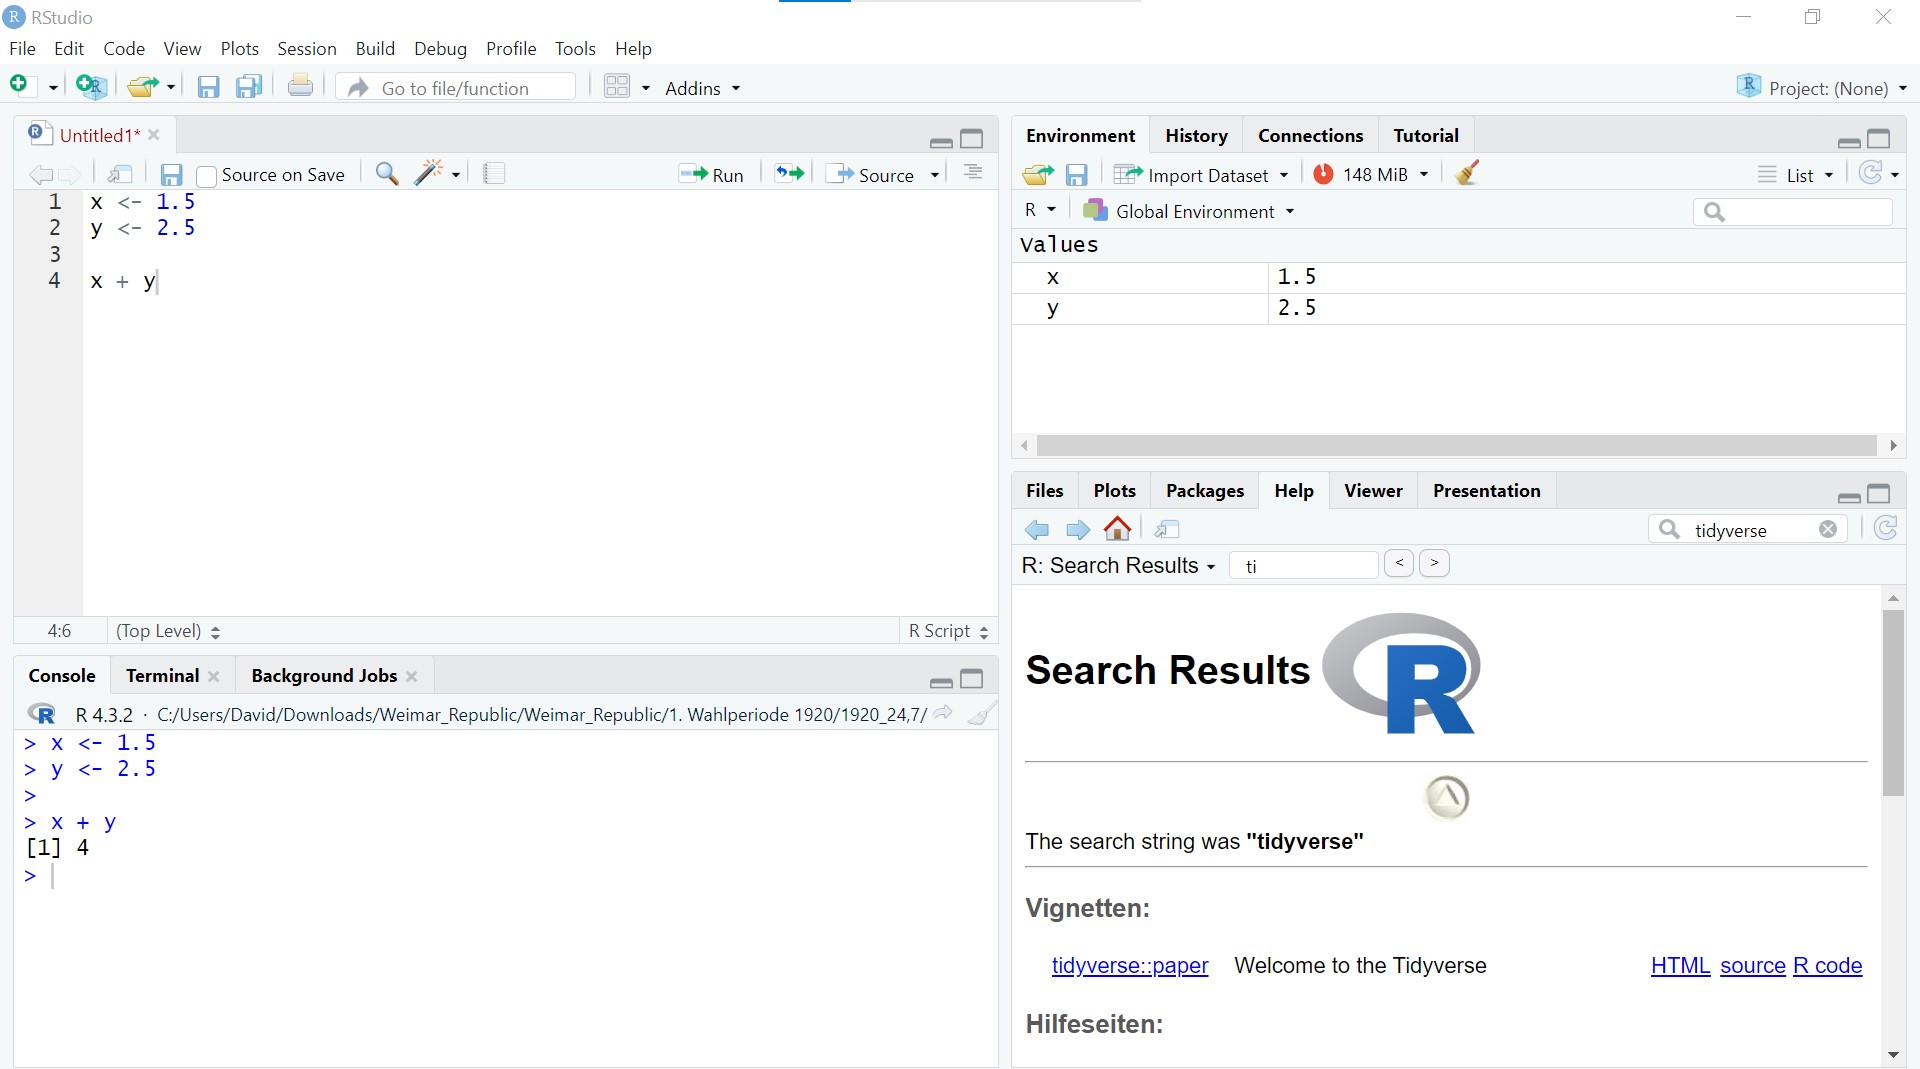 R RStudio
File Edit Code View Plots Session Build Debug Profile Tools Help
Go to file/function Addins Project: (None)
Untitled1*
Source on Save Run Source
1 x <- 1.5
2 y <- 2.5
3
4 x + y
4:6 (Top Level) R Script
Console Terminal Background Jobs
R 4.3.2 · C:/Users/David/Downloads/Weimar_Republic/Weimar_Republic/1. Wahlperiode 1920/1920_24,7/
> x <- 1.5
> y <- 2.5
>
> x + y
[1] 4
>
Environment History Connections Tutorial
Import Dataset 148 MiB List
R Global Environment
Values
x 1.5
y 2.5
Files Plots Packages Help Viewer Presentation
tidyverse
R: Search Results ti < >
Search Results R
The search string was "tidyverse"
Vignetten:
tidyverse::paper Welcome to the Tidyverse HTML source R code
Hilfeseiten: